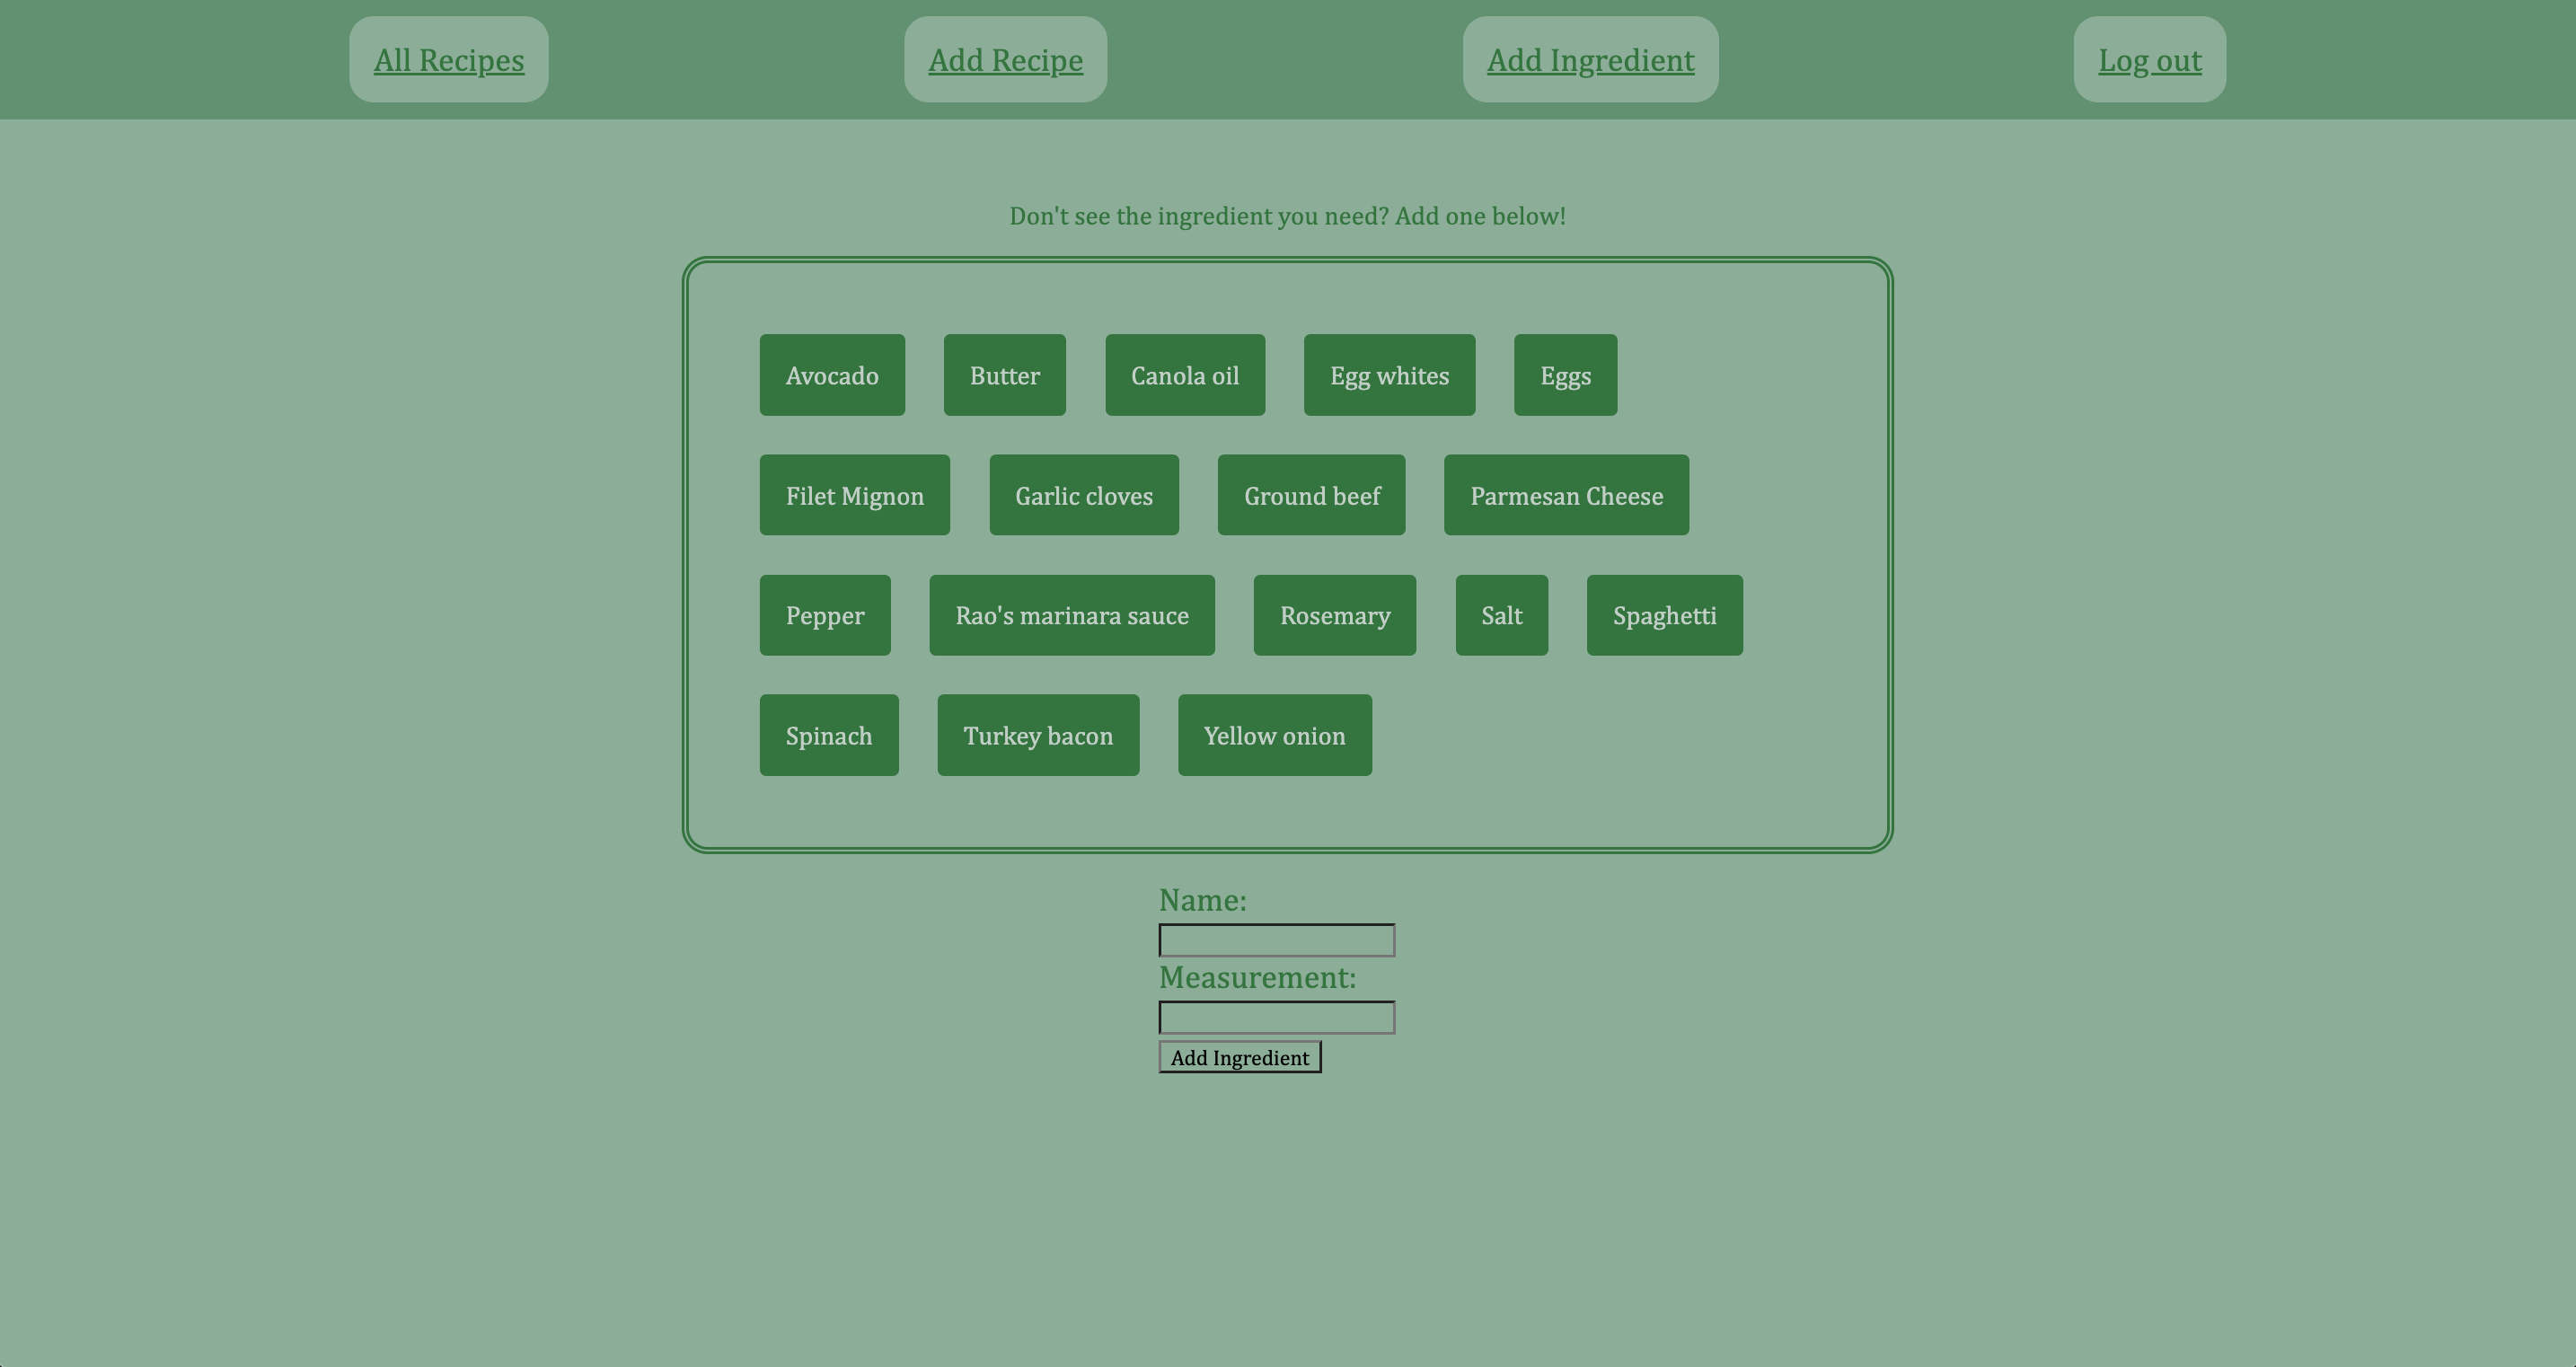 All Recipes Add Recipe Add Ingredient Log out
Don't see the ingredient you need? Add one below!
Avocado Butter Canola oil Egg whites Eggs
Filet Mignon Garlic cloves Ground beef Parmesan Cheese
Pepper Rao's marinara sauce Rosemary Salt Spaghetti
Spinach Turkey bacon Yellow onion
Name:
Measurement:
Add Ingredient